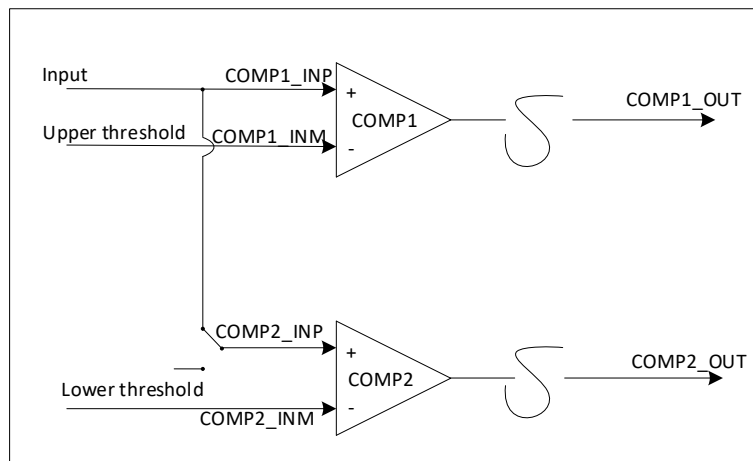 Input
COMP1_INP
Upper threshold
COMP1_INM
+
-
COMP1
COMP1_OUT
COMP2_INP
Lower threshold
COMP2_INM
+
-
COMP2
COMP2_OUT